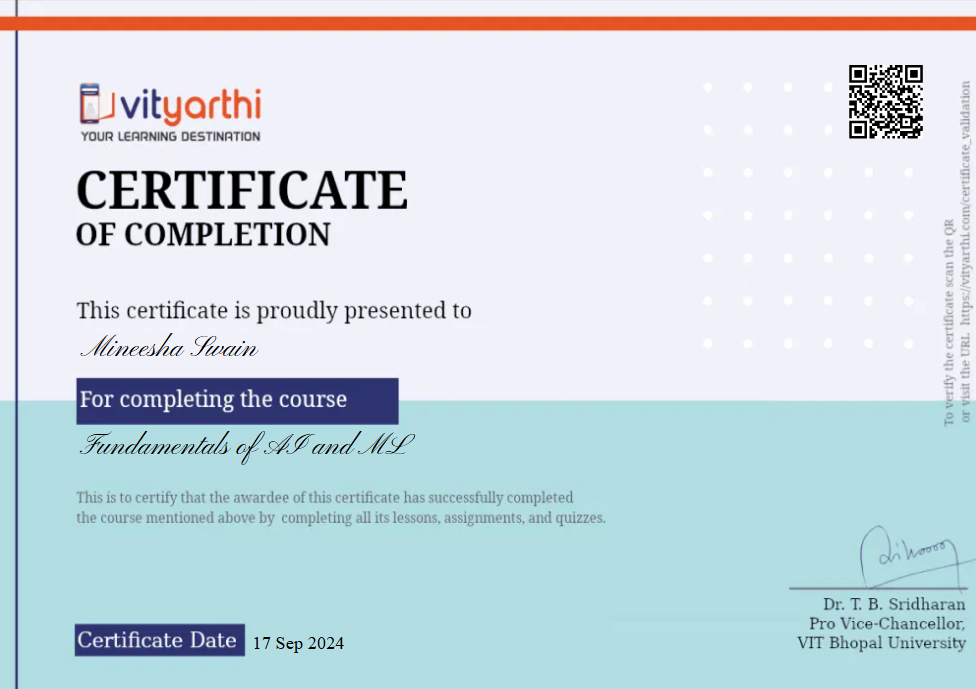 vityarthi
YOUR LEARNING DESTINATION
CERTIFICATE
OF COMPLETION
This certificate is proudly presented to
Mineesha Swain
For completing the course
Fundamentals of AI and ML
This is to certify that the awardee of this certificate has successfully completed
the course mentioned above by completing all its lessons, assignments, and quizzes.
Certificate Date 17 Sep 2024
Dr. T. B. Sridharan
Pro Vice-Chancellor,
VIT Bhopal University
To verify the certificate scan the QR
or visit the URL https://vityarthi.com/certificate_validation